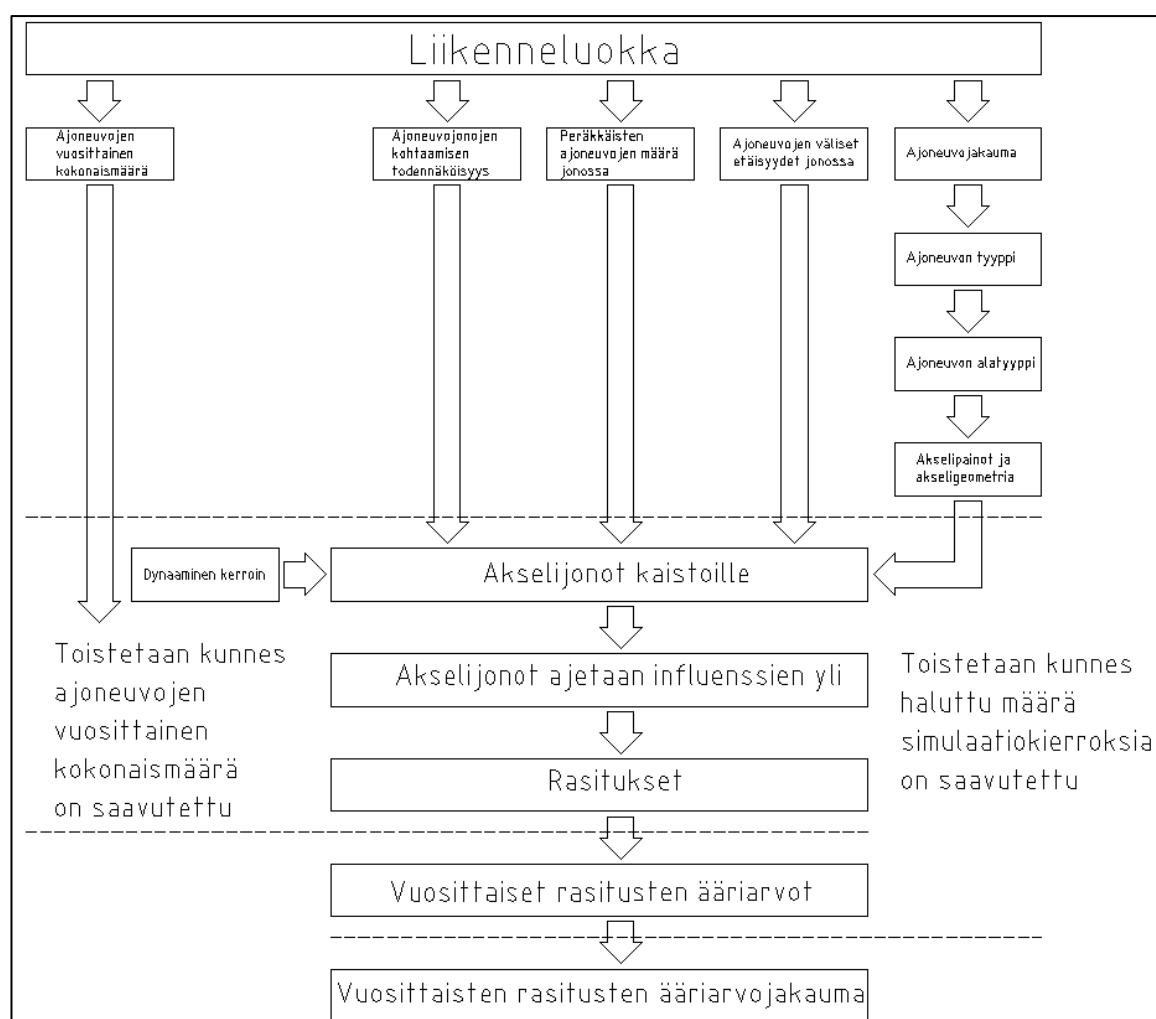 Liikenneluokka
Ajoneuvojen
vuosittainen
kokonaismäärä
Ajoneuvojonojen
kohtaamisen
todennäköisyys
Peräkkäisten
ajoneuvojen määrä
jonossa
Ajoneuvojen väliset
etäisyydet jonossa
Ajoneuvojakauma
Ajoneuvon tyyppi
Ajoneuvon alatyyppi
Akselipainot ja
akseligeometria
Dynaaminen kerroin
Akselijonot kaistoille
Toistetaan kunnes
ajoneuvojen
vuosittainen
kokonaismäärä
on saavutettu
Akselijonot ajetaan influenssien yli
Toistetaan kunnes
haluttu määrä
simulaatiokierroksia
on saavutettu
Rasitukset
Vuosittaiset rasitusten ääriarvot
Vuosittaisten rasitusten ääriarvojakauma